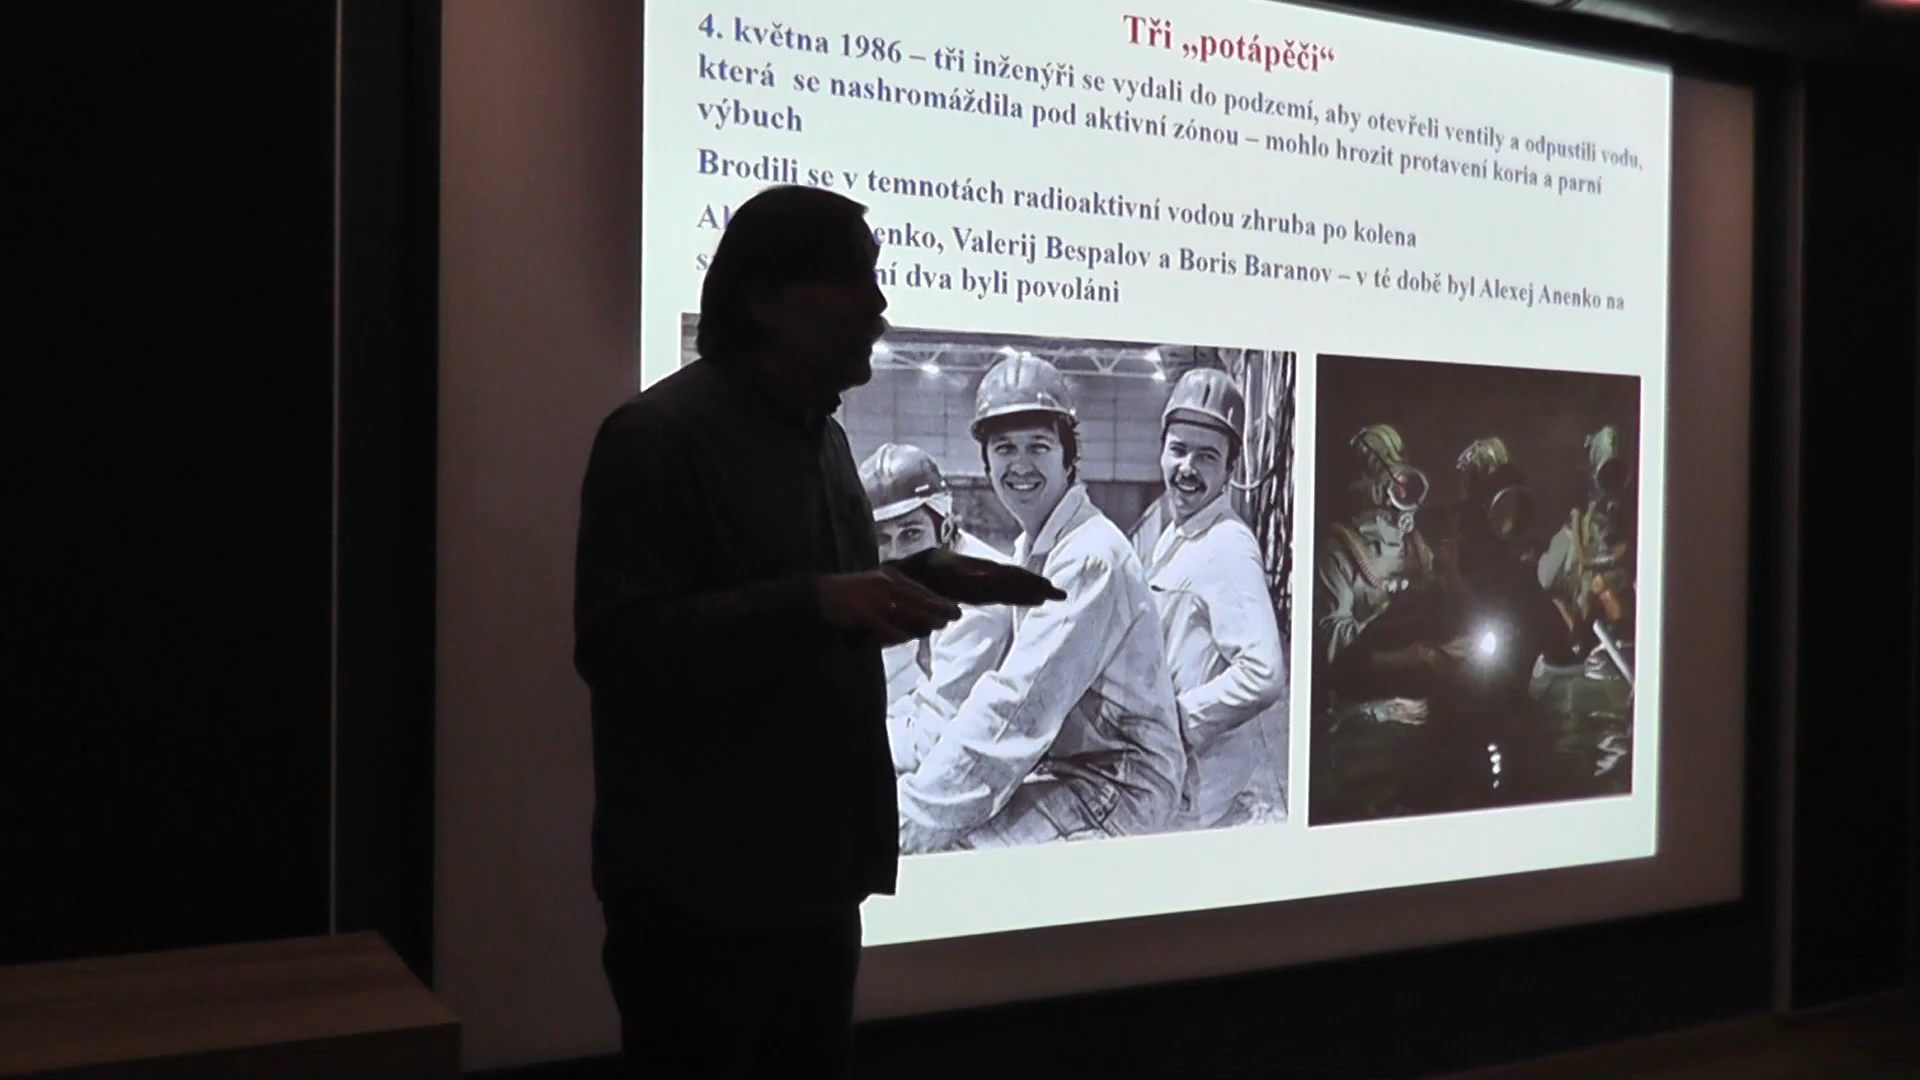 Tři „potápěči“
4. května 1986 – tři inženýři se vydali do podzemí, aby otevřeli ventily a odpustili vodu,
která se nashromáždila pod aktivní zónou – mohlo hrozit protavení koria a parní
výbuch
Brodili se v temnotách radioaktivní vodou zhruba po kolena
Valerij Bespalov a Boris Baranov – v té době byl Alexej Anenko na
dva byli povoláni